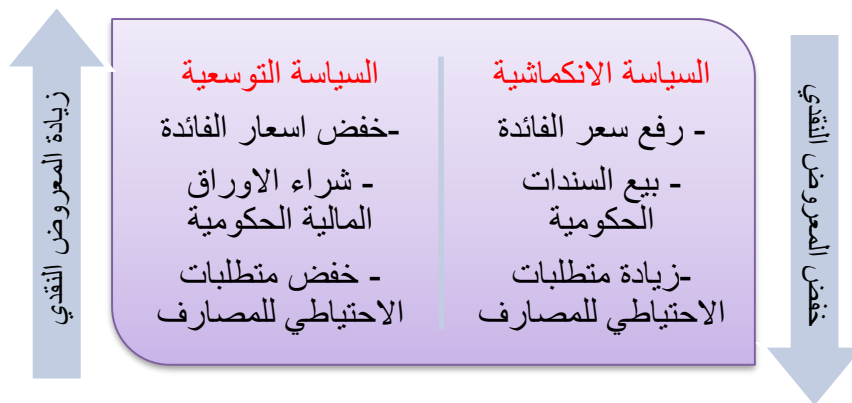 خفض المعروض النقدي
السياسة الانكماشية
- رفع سعر الفائدة
- بيع السندات
الحكومية
-زيادة متطلبات
الاحتياطي للمصارف
السياسة التوسعية
-خفض اسعار الفائدة
- شراء الاوراق
المالية الحكومية
- خفض متطلبات
الاحتياطي للمصارف
زيادة المعروض النقدي